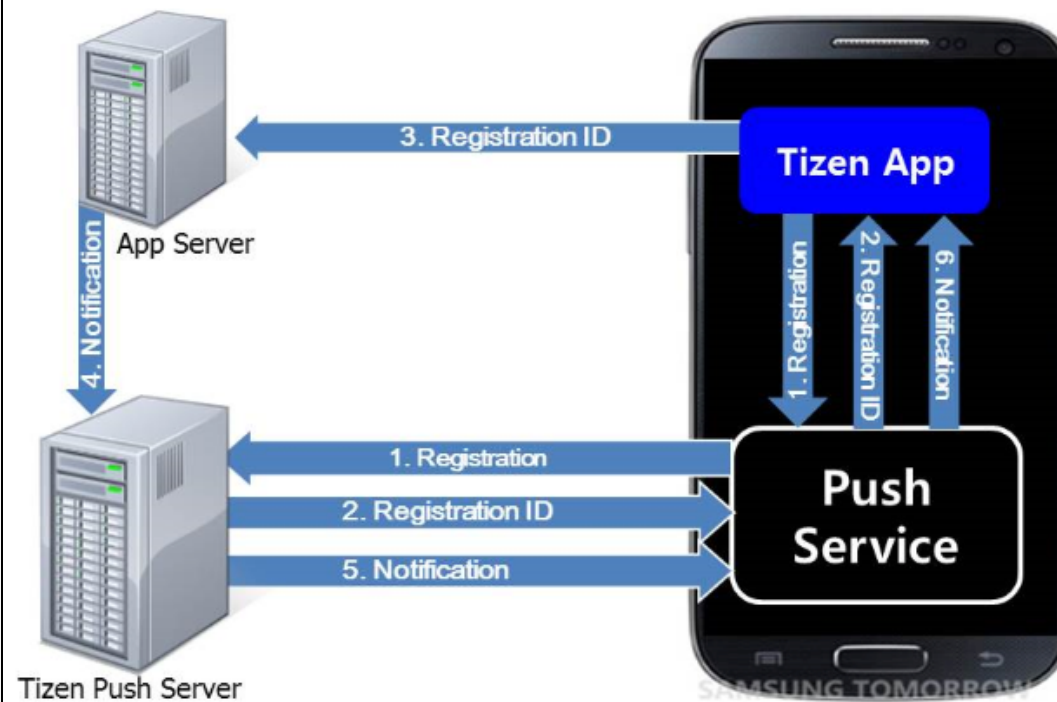 3. Registration ID
Tizen App
App Server
4. Notification
1. Registration
2. Registration ID
6. Notification
1. Registration
2. Registration ID
5. Notification
Push
Service
Tizen Push Server
SAMSUNG TOMORROW